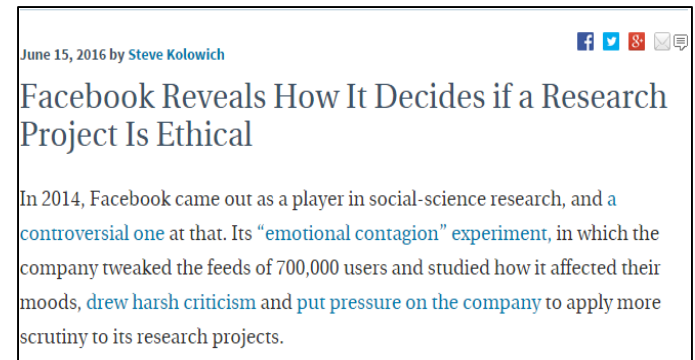 June 15, 2016 by Steve Kolowich
Facebook Reveals How It Decides if a Research
Project Is Ethical
In 2014, Facebook came out as a player in social-science research, and a
controversial one at that. Its “emotional contagion” experiment, in which the
company tweaked the feeds of 700,000 users and studied how it affected their
moods, drew harsh criticism and put pressure on the company to apply more
scrutiny to its research projects.